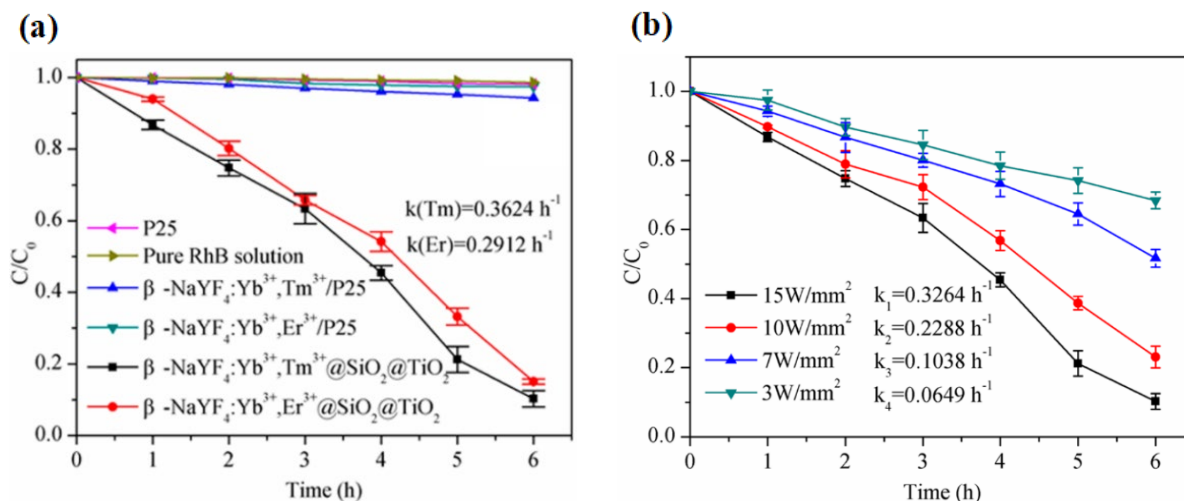 (a)
1.0
0.8
0.6
0.4
0.2
0.0
C/C₀
k(Tm)=0.3624 h⁻¹
k(Er)=0.2912 h⁻¹
P25
Pure RhB solution
β -NaYF₄:Yb³⁺,Tm³⁺/P25
β -NaYF₄:Yb³⁺,Er³⁺/P25
β -NaYF₄:Yb³⁺,Tm³⁺@SiO₂@TiO₂
β -NaYF₄:Yb³⁺,Er³⁺@SiO₂@TiO₂
0 1 2 3 4 5 6
Time (h)
(b)
1.0
0.8
0.6
0.4
0.2
0.0
C/C₀
15W/mm² k₁=0.3264 h⁻¹
10W/mm² k₂=0.2288 h⁻¹
7W/mm² k₃=0.1038 h⁻¹
3W/mm² k₄=0.0649 h⁻¹
0 1 2 3 4 5 6
Time (h)